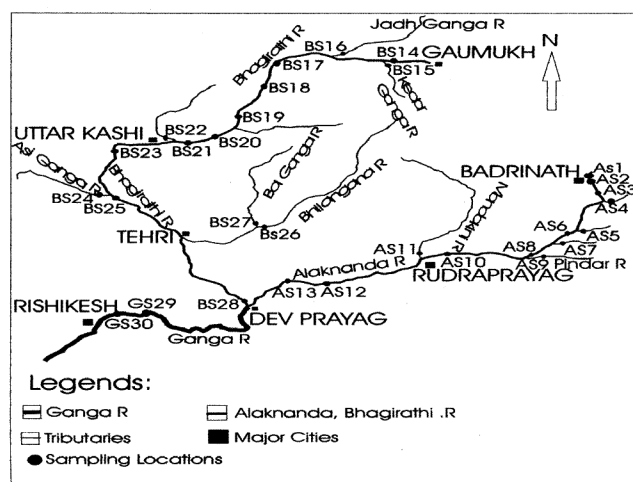 Jadh Ganga R
BS16
BS14
GAUMUKH
N
BS17
BS15
Bhagirathi R
BS18
Kedar
Ganga R
BS19
UTTAR KASHI
BS22
BS20
BS21
BS23
Asi Ganga R
Bal Ganga R
BADRINATH
As1
AS2
AS3
AS4
BS24
BS25
Bhagirathi R
Bhilangana R
Mandakini R
BS27
Bs26
TEHRI
AS6
AS5
AS11
AS8
AS7
AS10
AS9
Pindar R
Alaknanda R
RUDRAPRAYAG
AS13
AS12
BS28
RISHIKESH
GS29
GS30
DEV PRAYAG
Ganga R
Legends:
Ganga R
Alaknanda, Bhagirathi .R
Tributaries
Major Cities
Sampling Locations